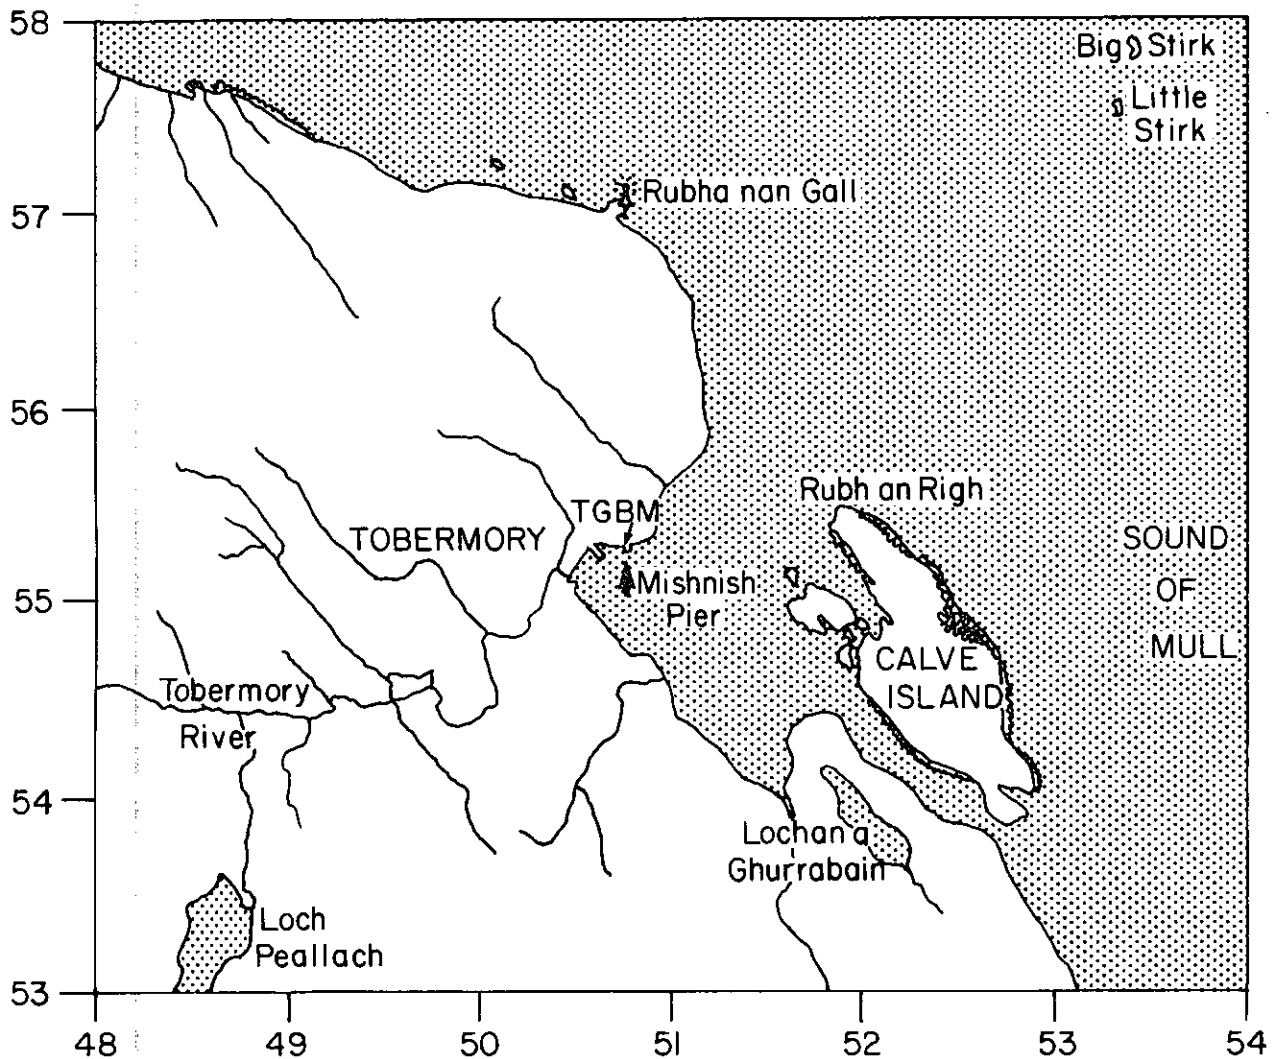 58
Big Stirk
Little
Stirk
57
Rubha nan Gall
56
Rubh an Righ
TGBM
TOBERMORY
SOUND
OF
MULL
55
Mishnish
Pier
CALVE
ISLAND
Tobermory
River
54
Lochan a
Ghurrabain
Loch
Peallach
53
48 49 50 51 52 53 54